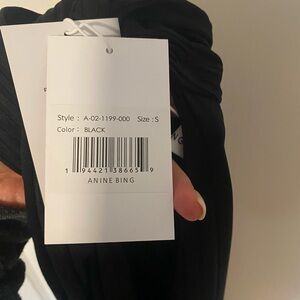 Style : A-02-1199-000 Size : S
Color : BLACK
1 94421 38665 9
ANINE BING